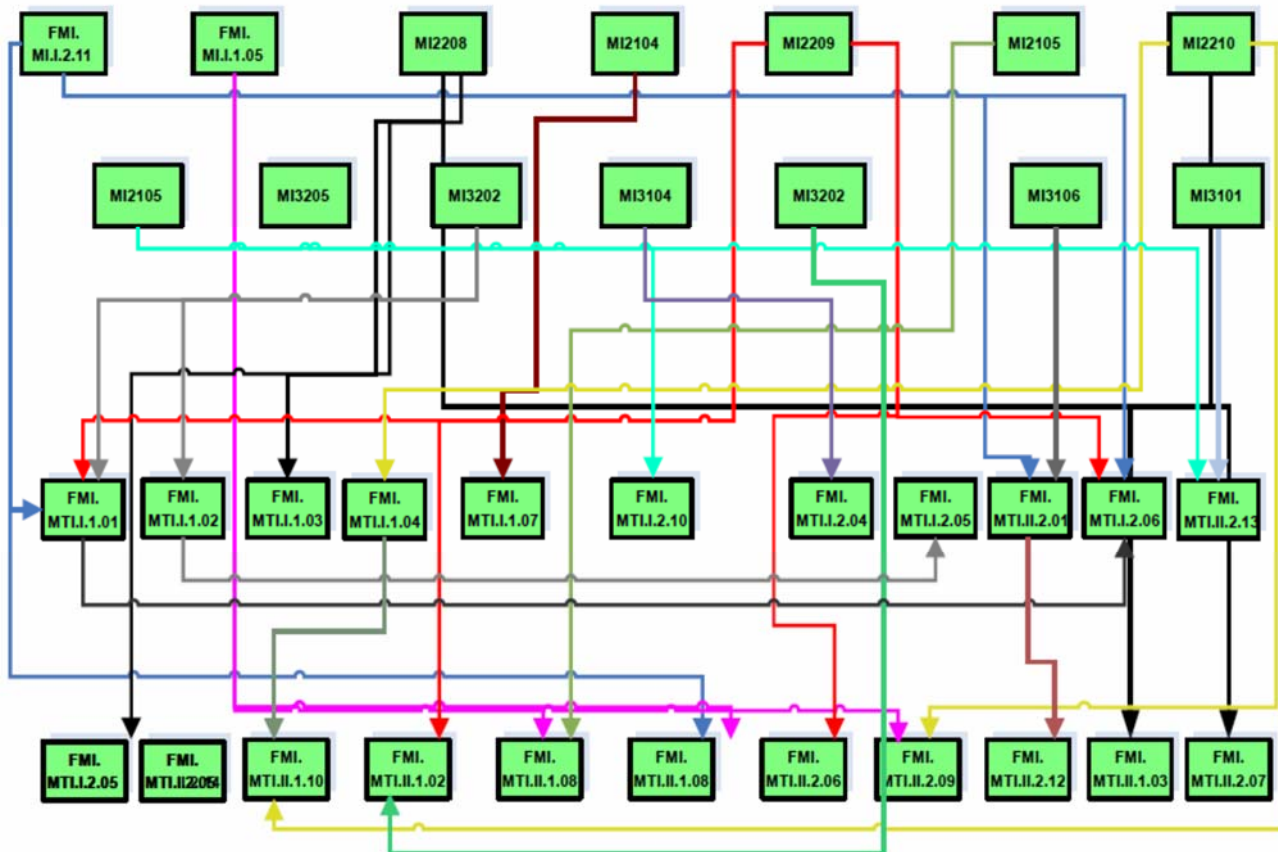 FMI.
MI.I.2.11
FMI.
MI.I.1.05
MI2208
MI2104
MI2209
MI2105
MI2210
MI2105
MI3205
MI3202
MI3104
MI3202
MI3106
MI3101
FMI.
MTI.I.1.01
FMI.
MTI.I.1.02
FMI.
MTI.I.1.03
FMI.
MTI.I.1.04
FMI.
MTI.I.1.07
FMI.
MTI.I.2.10
FMI.
MTI.I.2.04
FMI.
MTI.I.2.05
FMI.
MTI.II.2.01
FMI.
MTI.I.2.06
FMI.
MTI.II.2.13
FMI.
MTI.I.2.05
FMI.
FMI.
MTI.II.1.10
FMI.
MTI.II.1.02
FMI.
MTI.II.1.08
FMI.
MTI.II.1.08
FMI.
MTI.II.2.06
FMI.
MTI.II.2.09
FMI.
MTI.II.2.12
FMI.
MTI.II.1.03
FMI.
MTI.II.2.07